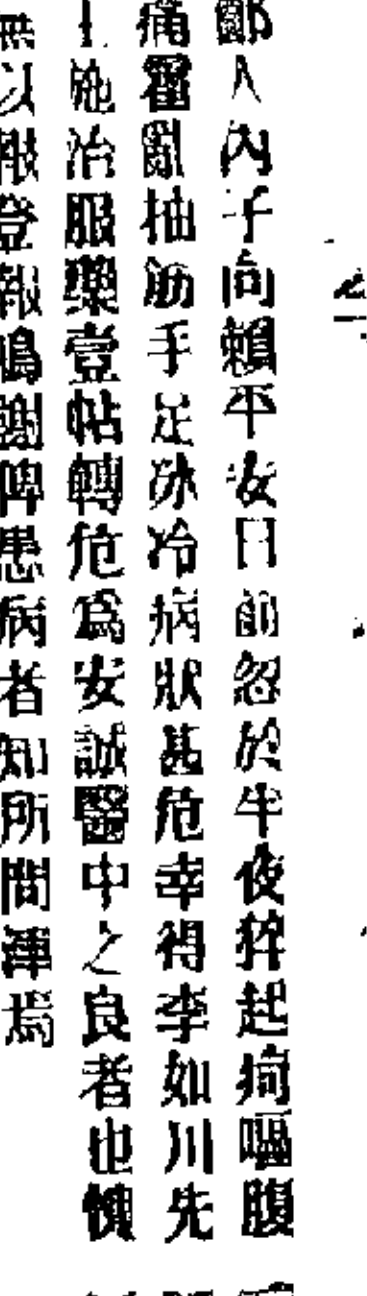 鄙人內子向賴平安日前忽於半夜猝起疴嘔腹
痛霍亂抽筋手足冰冷病狀甚危幸得李如川先
生施治服藥壹帖轉危為安誠醫中之良者也愧
無以報登報鳴謝俾患病者知所問津焉